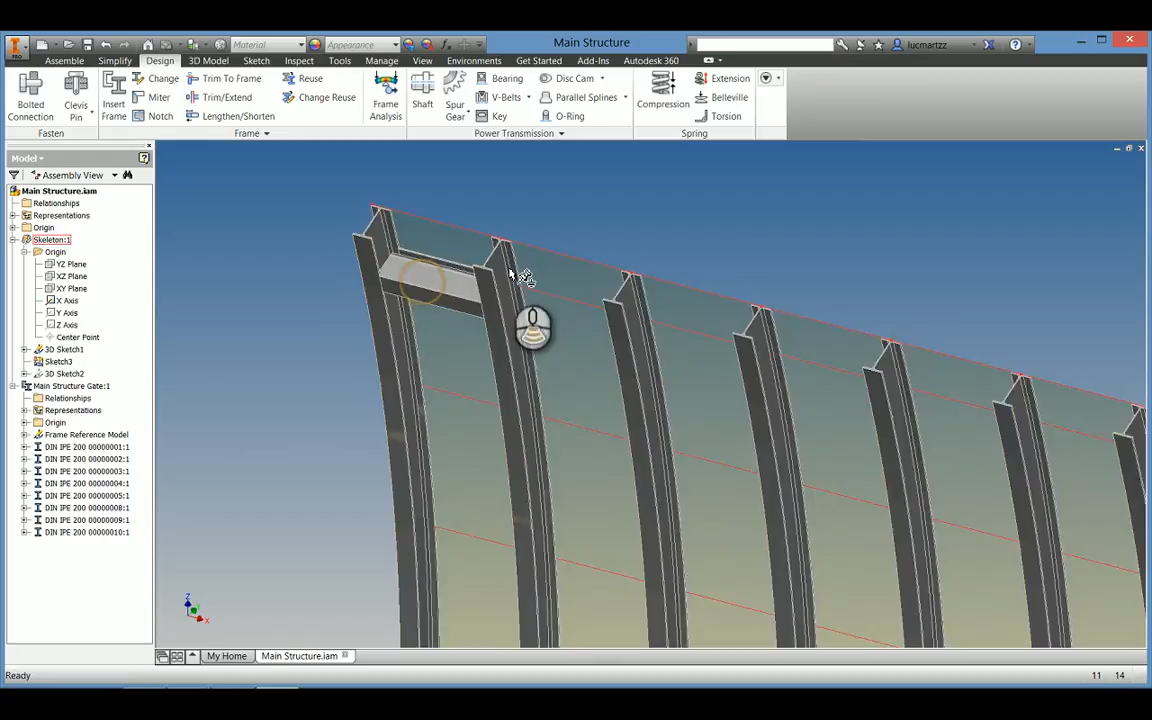 Material
Appearance
Main Structure
lucmartzz
PRO
Assemble Simplify Design 3D Model Sketch Inspect Tools Manage View Environments Get Started Add-Ins Autodesk 360
Bolted Connection
Clevis Pin
Fasten
Insert Frame
Change
Miter
Notch
Trim To Frame
Trim/Extend
Lengthen/Shorten
Reuse
Change Reuse
Frame Analysis
Frame
Shaft
Spur Gear
Bearing
V-Belts
Key
Disc Cam
Parallel Splines
O-Ring
Power Transmission
Compression
Extension
Belleville
Torsion
Spring
Model
Assembly View
Main Structure.iam
Relationships
Representations
Origin
Skeleton:1
Origin
YZ Plane
XZ Plane
XY Plane
X Axis
Y Axis
Z Axis
Center Point
3D Sketch1
Sketch3
3D Sketch2
Main Structure Gate:1
Relationships
Representations
Origin
Frame Reference Model
DIN IPE 200 00000001:1
DIN IPE 200 00000002:1
DIN IPE 200 00000003:1
DIN IPE 200 00000004:1
DIN IPE 200 00000005:1
DIN IPE 200 00000008:1
DIN IPE 200 00000009:1
DIN IPE 200 00000010:1
0
Z
X
My Home
Main Structure.iam
Ready
11 14